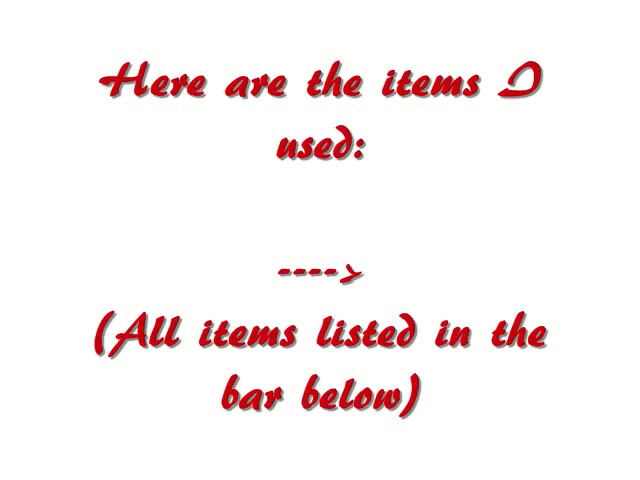 Here are the items I
used:
---->
(All items listed in the
bar below)